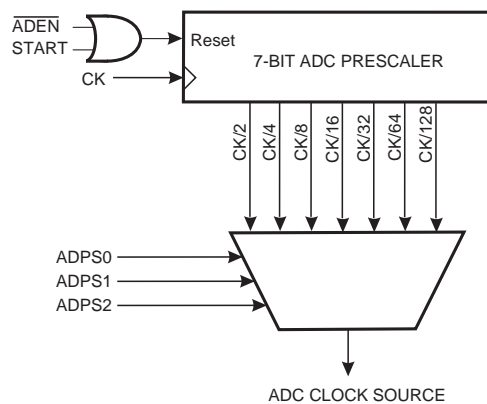 ADEN
START
Reset
7-BIT ADC PRESCALER
CK
CK/2
CK/4
CK/8
CK/16
CK/32
CK/64
CK/128
ADPS0
ADPS1
ADPS2
ADC CLOCK SOURCE